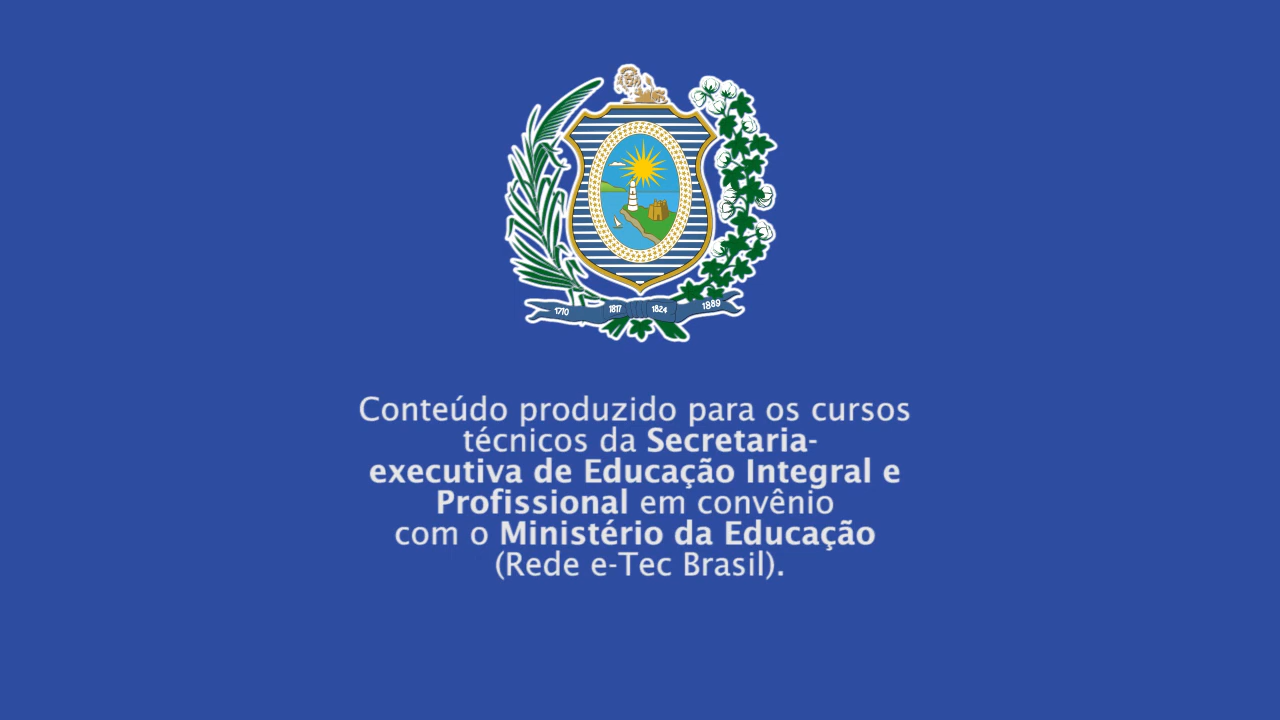 1710 1817 1824 1889
Conteúdo produzido para os cursos
técnicos da Secretaria-
executiva de Educação Integral e
Profissional em convênio
com o Ministério da Educação
(Rede e-Tec Brasil).